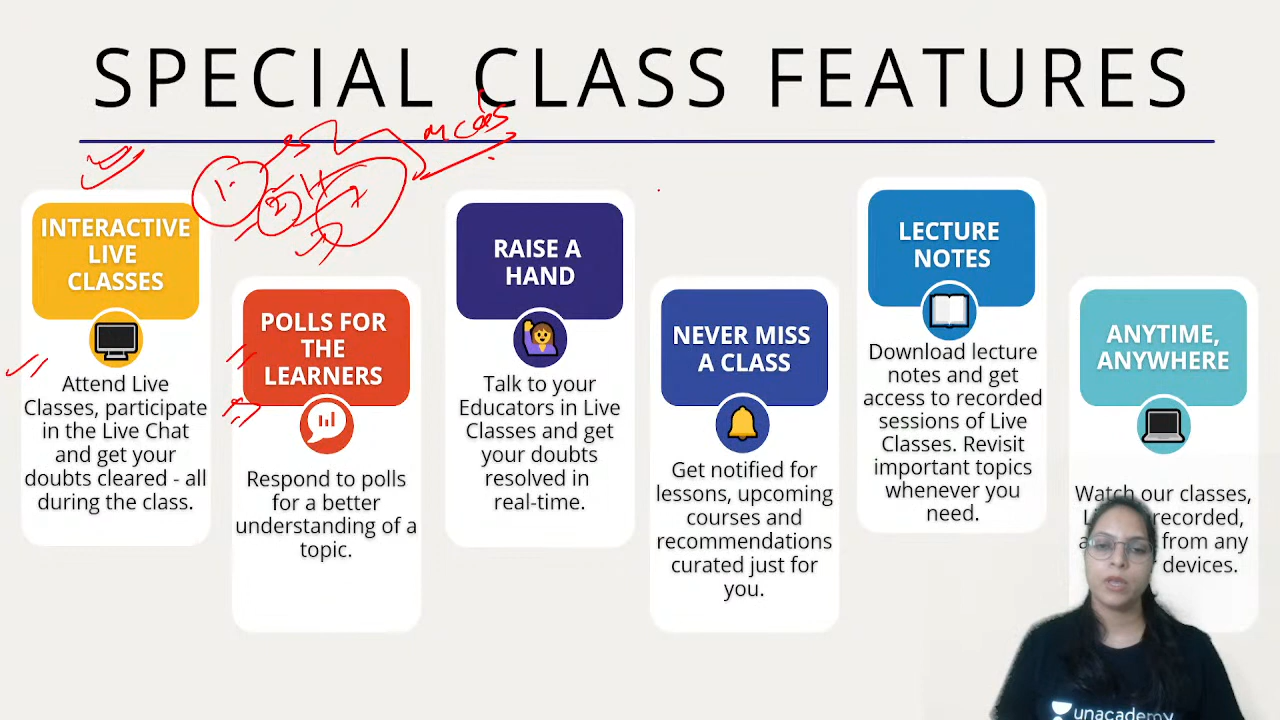 SPECIAL CLASS FEATURES
MCQs
1.
2
INTERACTIVE
LIVE
CLASSES
Attend Live
Classes, participate
in the Live Chat
and get your
doubts cleared - all
during the class.
POLLS FOR
THE
LEARNERS
Respond to polls
for a better
understanding of a
topic.
RAISE A
HAND
Talk to your
Educators in Live
Classes and get
your doubts
resolved in
real-time.
NEVER MISS
A CLASS
Get notified for
lessons, upcoming
courses and
recommendations
curated just for
you.
LECTURE
NOTES
Download lecture
notes and get
access to recorded
sessions of Live
Classes. Revisit
important topics
whenever you
need.
ANYTIME,
ANYWHERE
Watch our classes,
recorded,
from any
devices.
unacademy